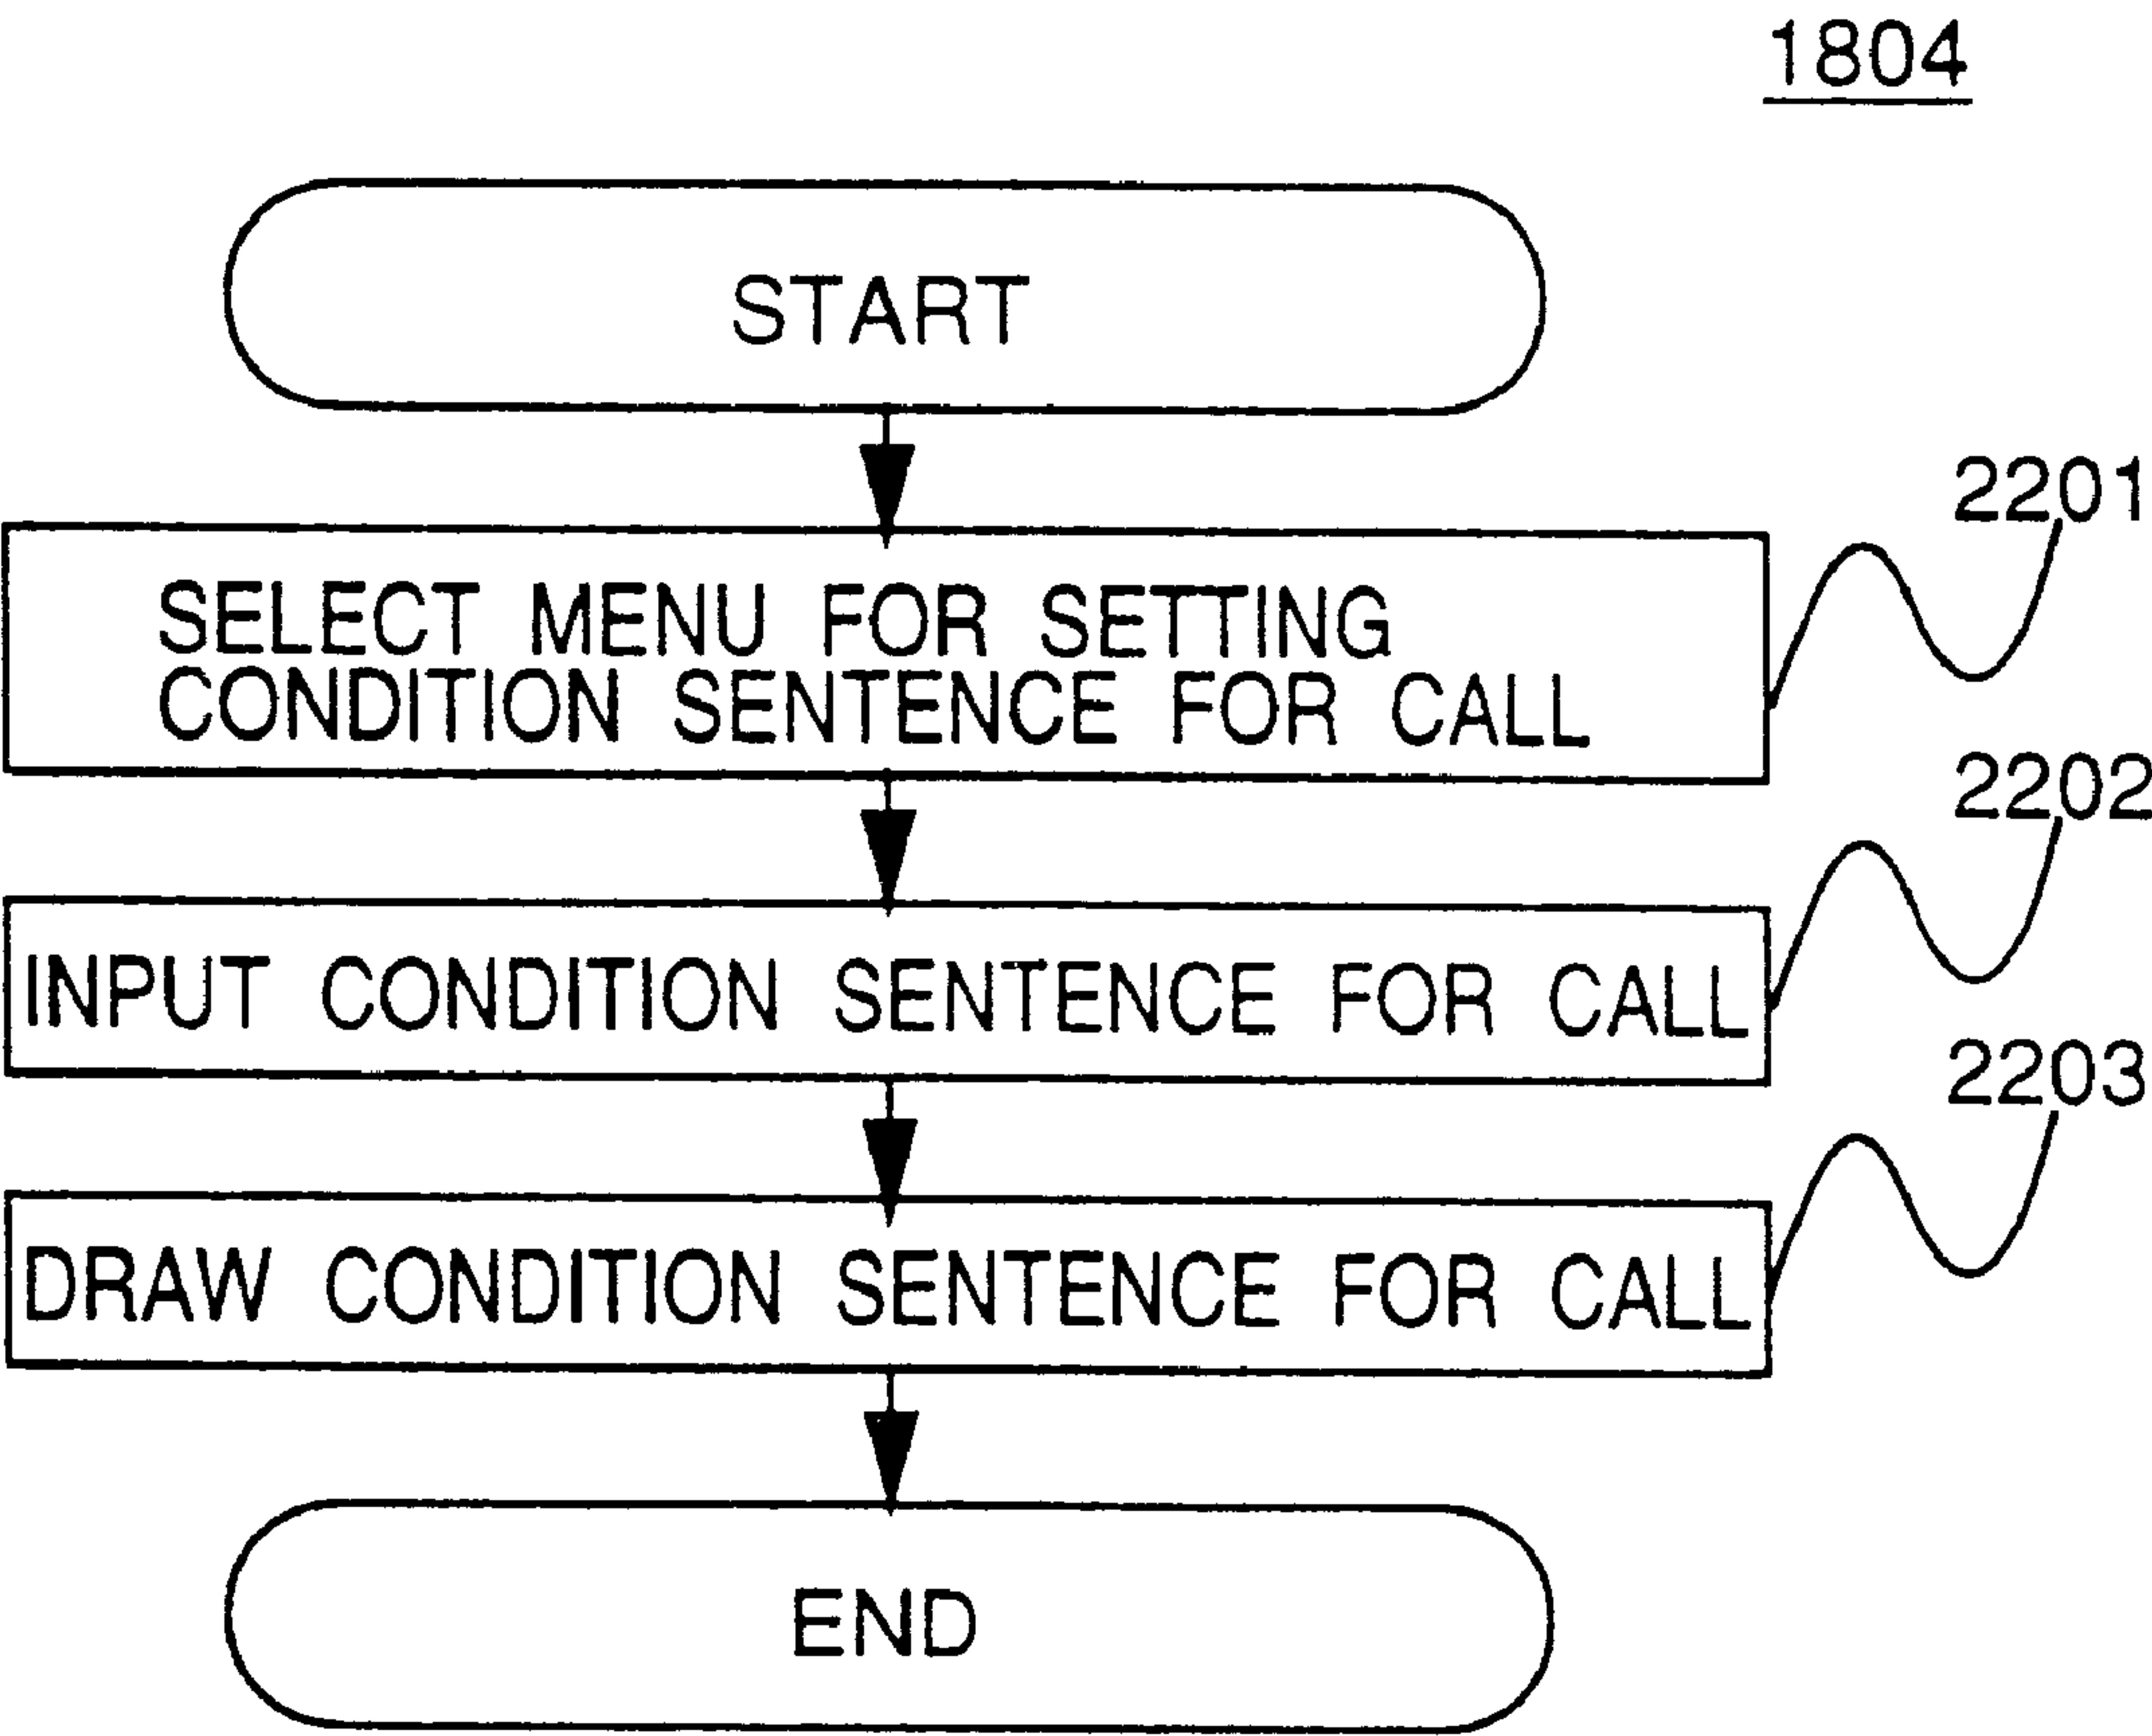 1804
START
2201
SELECT MENU FOR SETTING
CONDITION SENTENCE FOR CALL
2202
INPUT CONDITION SENTENCE FOR CALL
2203
DRAW CONDITION SENTENCE FOR CALL
END